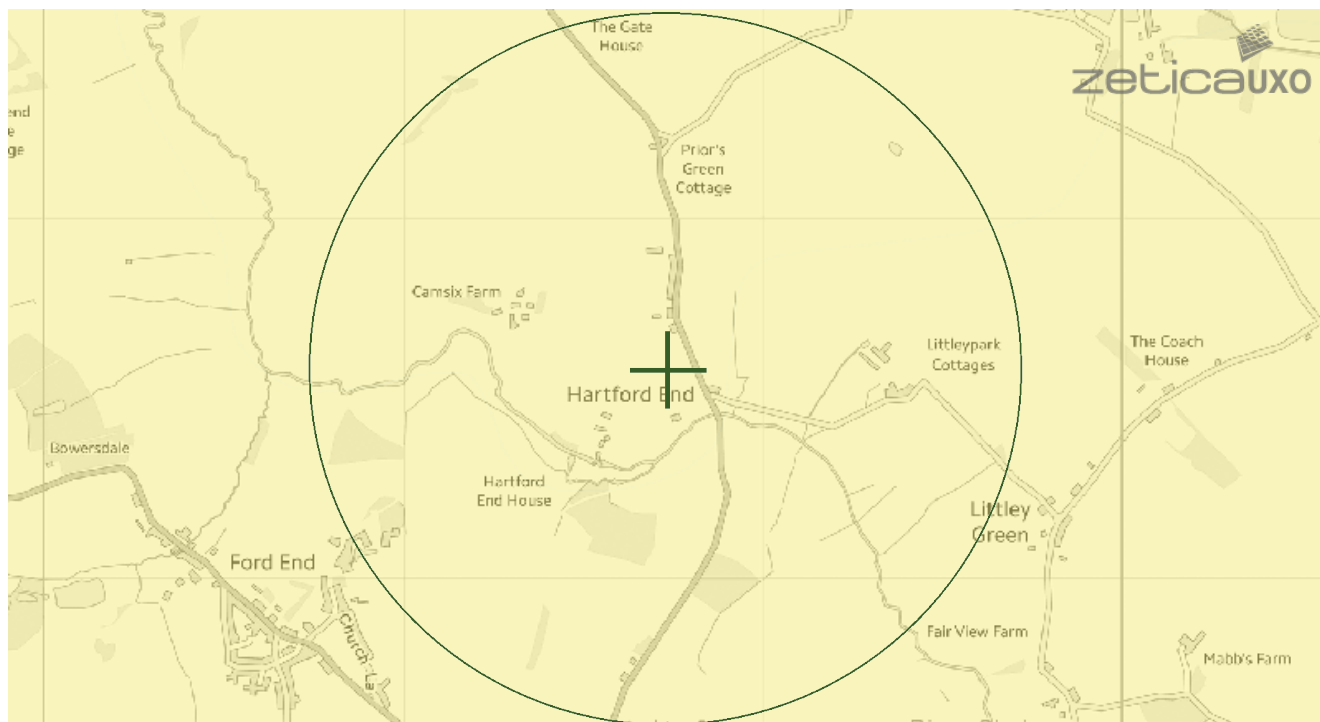 The Gate
House
zeticauxo
end
Prior's
Green
Cottage
Camsix Farm
Littleypark
Cottages
The Coach
House
Hartford End
Bowersdale
Hartford
End House
Littley
Green
Ford End
Church La
Fair View Farm
Mabb's Farm